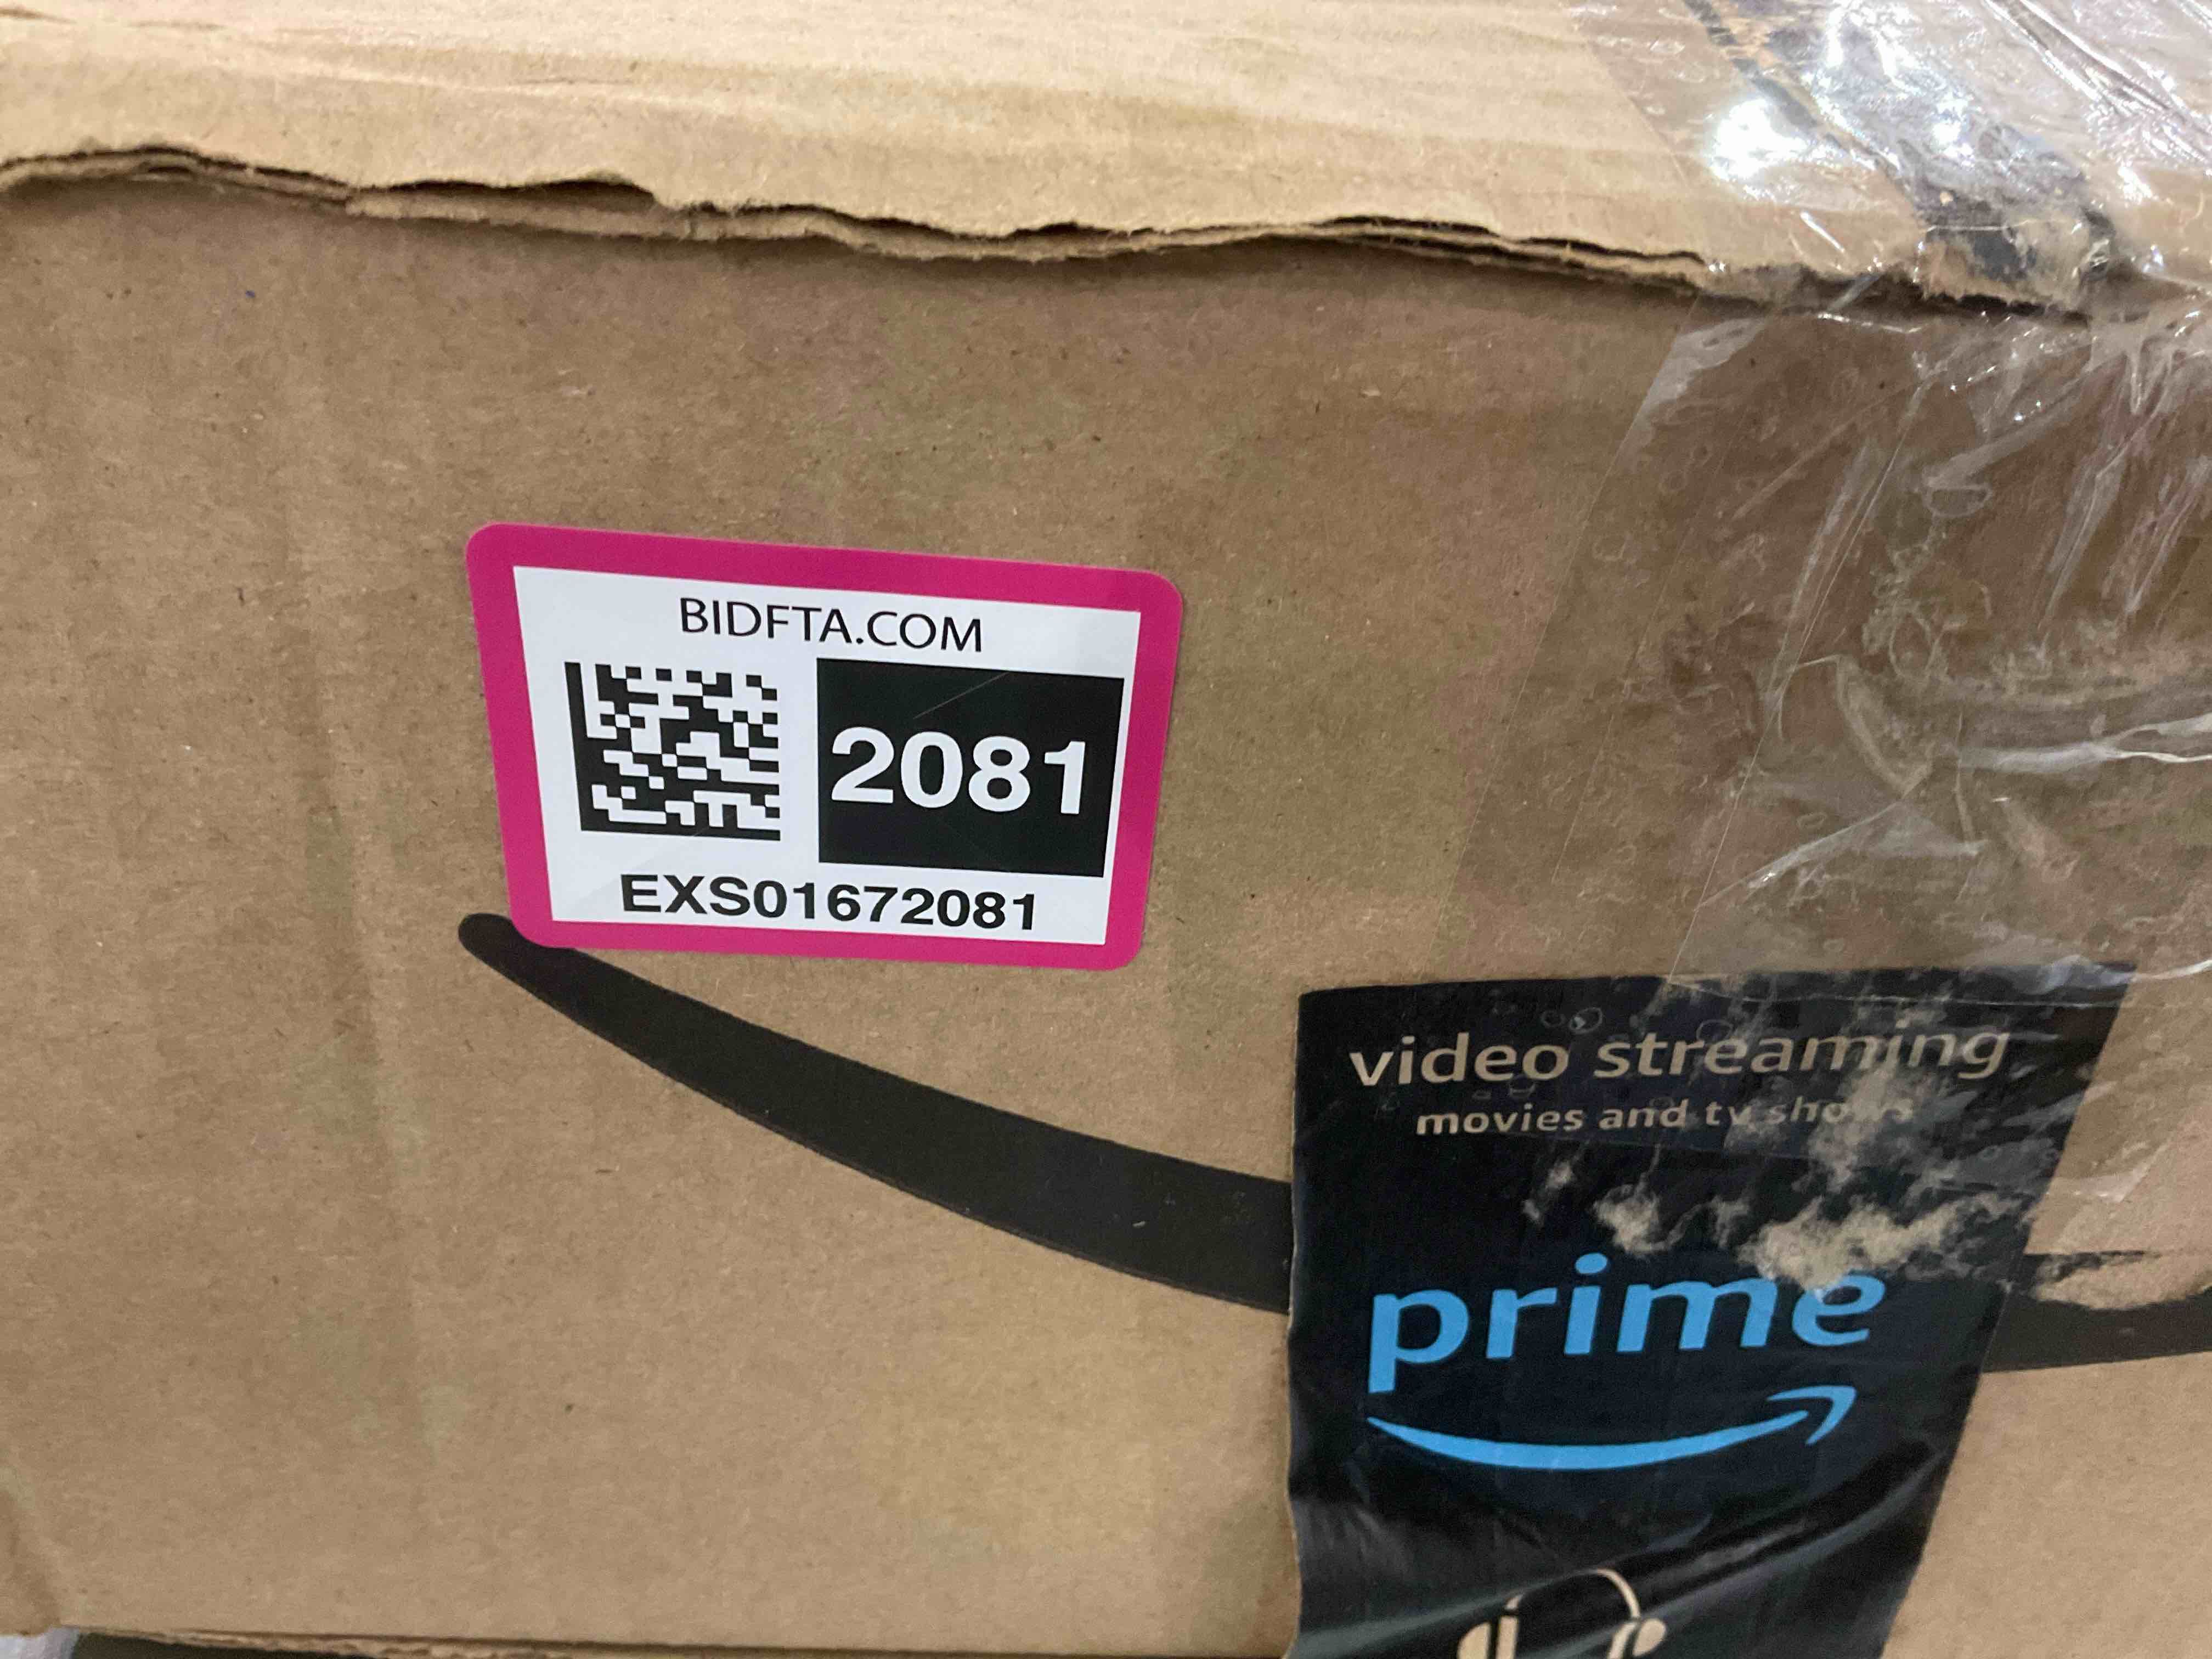 BIDFTA.COM
2081
EXS01672081
video streaming
movies and tv shows
prime